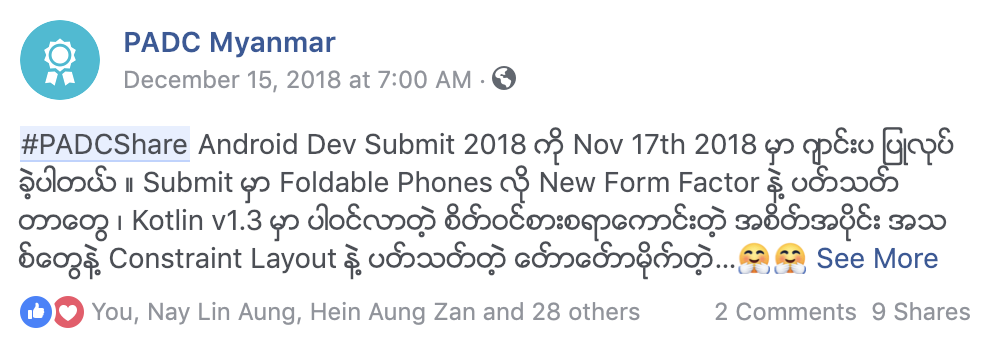 PADC Myanmar
December 15, 2018 at 7:00 AM ·
#PADCShare Android Dev Submit 2018 ကို Nov 17th 2018 မှာ ဂျာင်းပ ပြုလုပ်
ခဲ့ပါတယ် ။ Submit မှာ Foldable Phones လို New Form Factor နဲ့ ပတ်သတ်
တာတွေ ၊ Kotlin v1.3 မှာ ပါဝင်လာတဲ့ စိတ်ဝင်စားစရာကောင်းတဲ့ အစိတ်အပိုင်း အသ
စ်တွေနဲ့ Constraint Layout နဲ့ ပတ်သတ်တဲ့ တော်တော်မိုက်တဲ့...🤗🤗 See More
You, Nay Lin Aung, Hein Aung Zan and 28 others 2 Comments 9 Shares